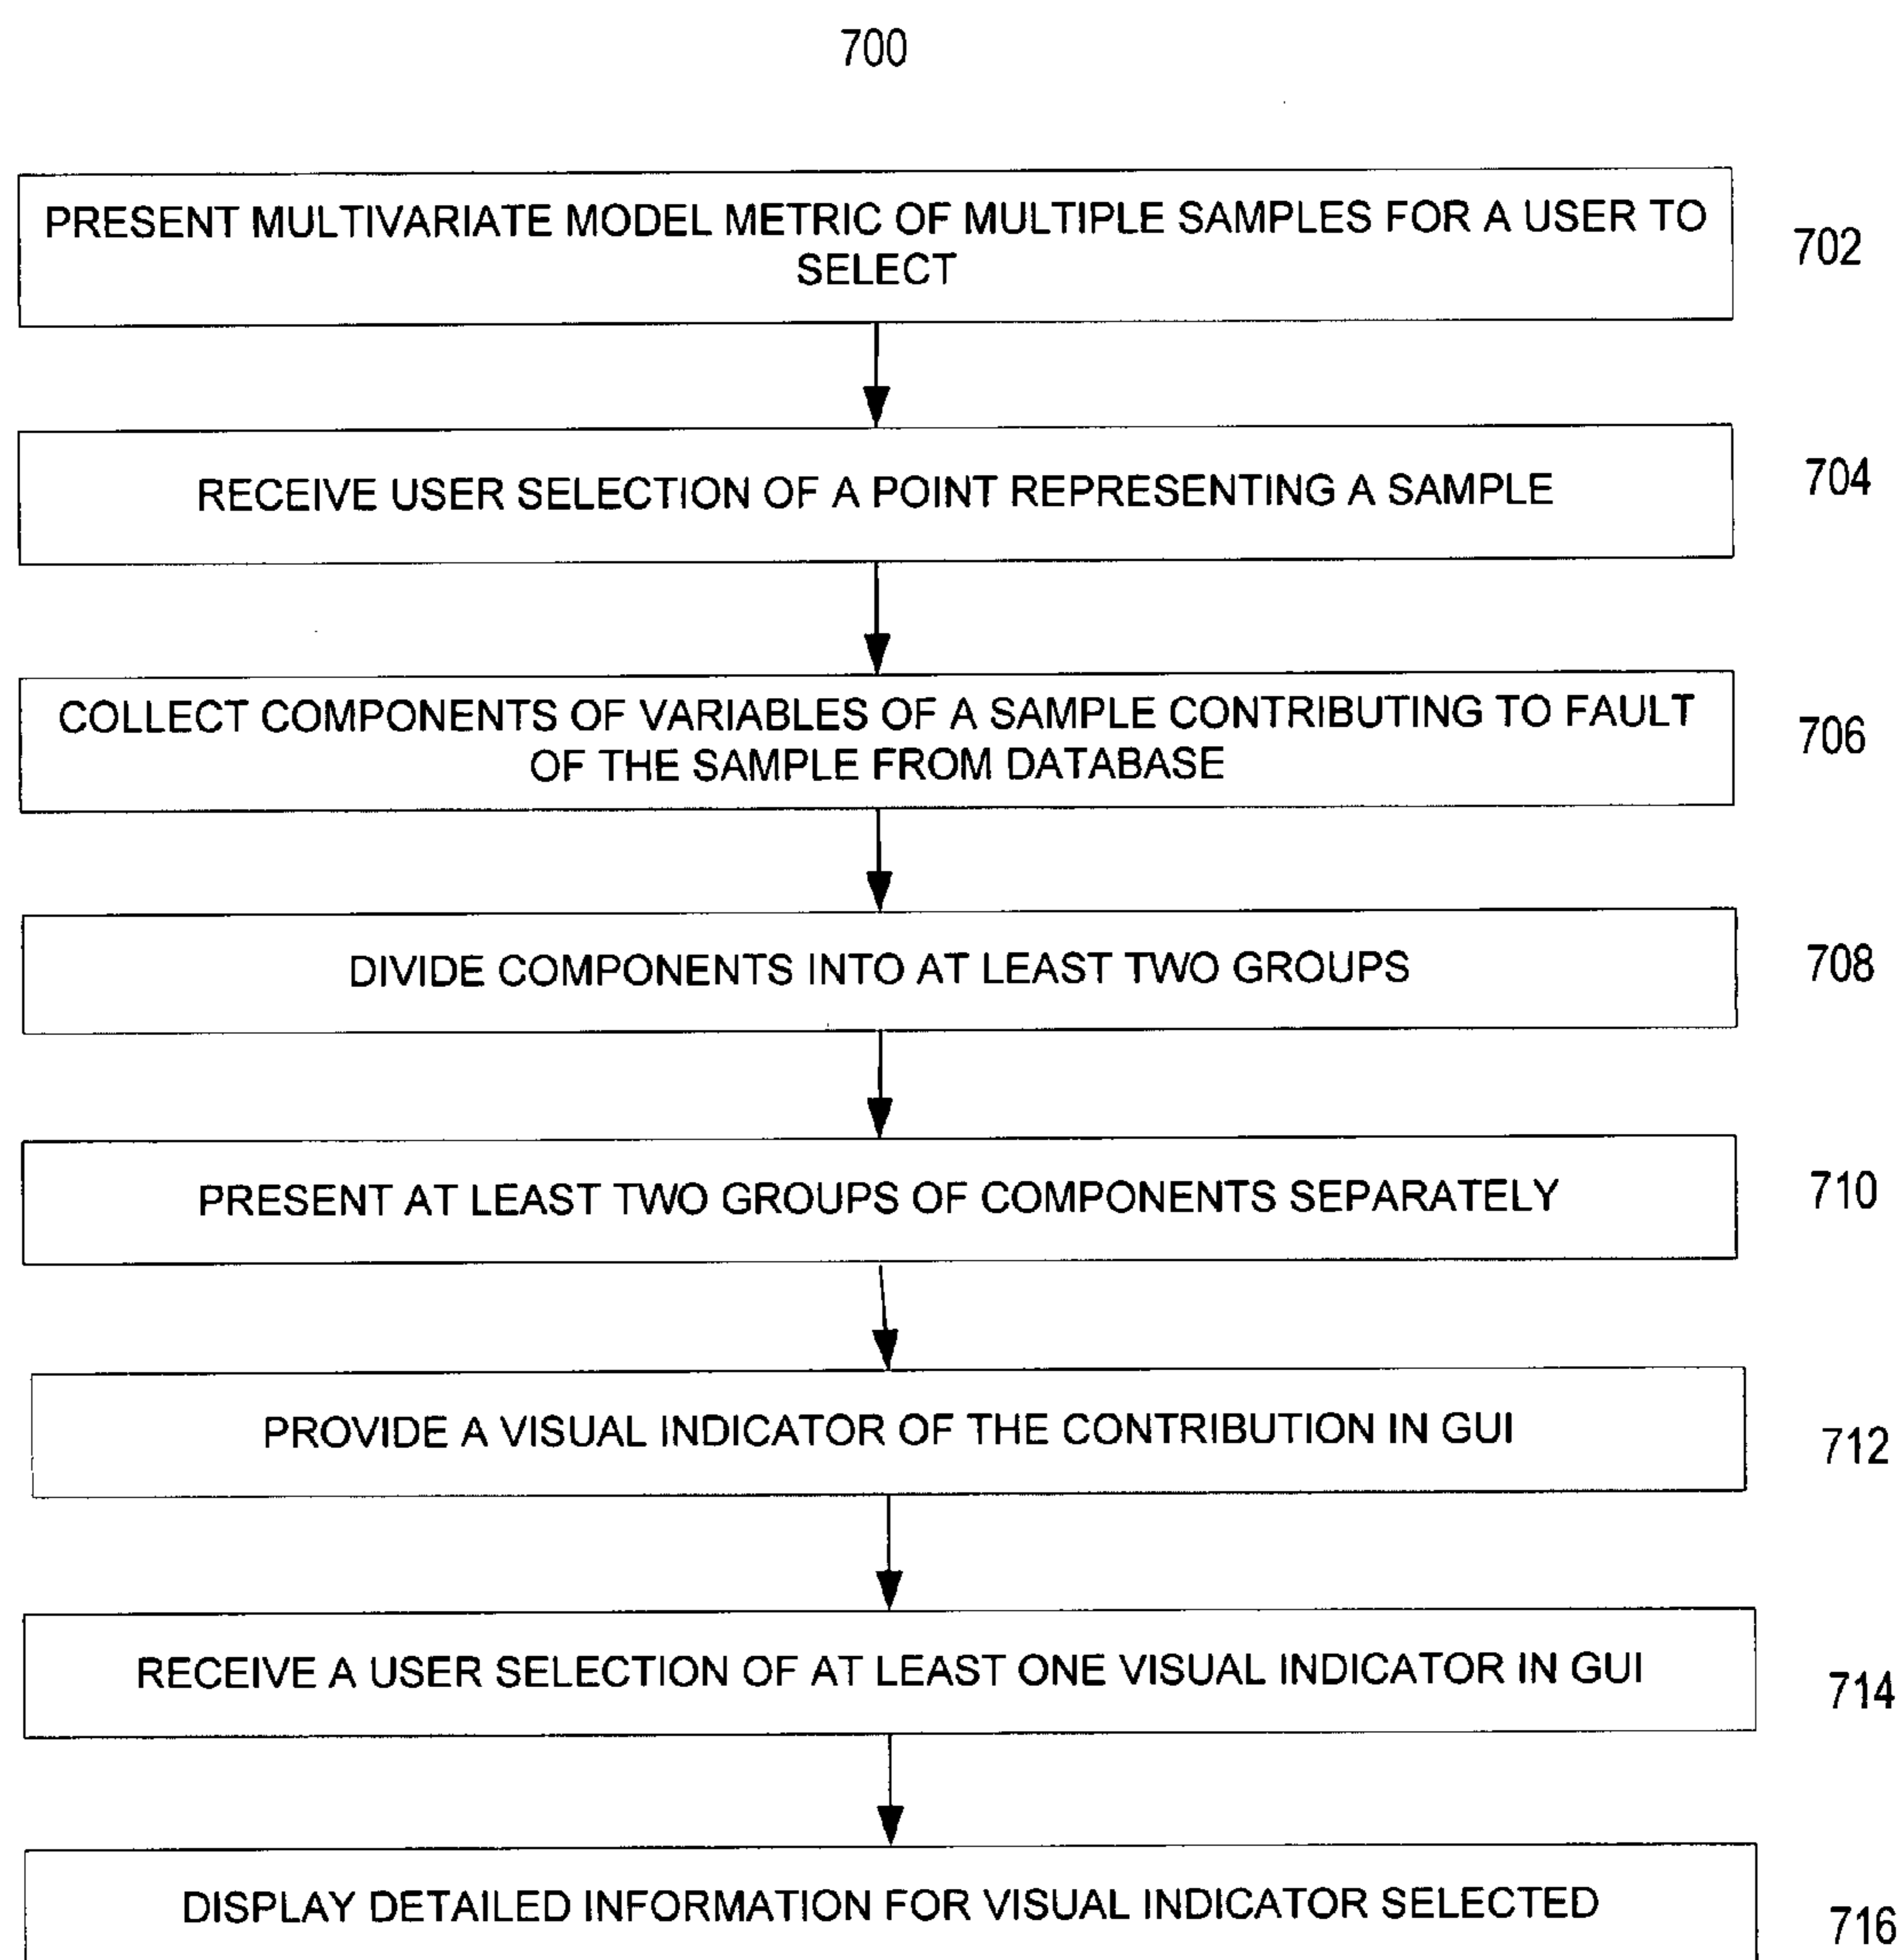 700
PRESENT MULTIVARIATE MODEL METRIC OF MULTIPLE SAMPLES FOR A USER TO
SELECT
702
RECEIVE USER SELECTION OF A POINT REPRESENTING A SAMPLE
704
COLLECT COMPONENTS OF VARIABLES OF A SAMPLE CONTRIBUTING TO FAULT
OF THE SAMPLE FROM DATABASE
706
DIVIDE COMPONENTS INTO AT LEAST TWO GROUPS
708
PRESENT AT LEAST TWO GROUPS OF COMPONENTS SEPARATELY
710
PROVIDE A VISUAL INDICATOR OF THE CONTRIBUTION IN GUI
712
RECEIVE A USER SELECTION OF AT LEAST ONE VISUAL INDICATOR IN GUI
714
DISPLAY DETAILED INFORMATION FOR VISUAL INDICATOR SELECTED
716